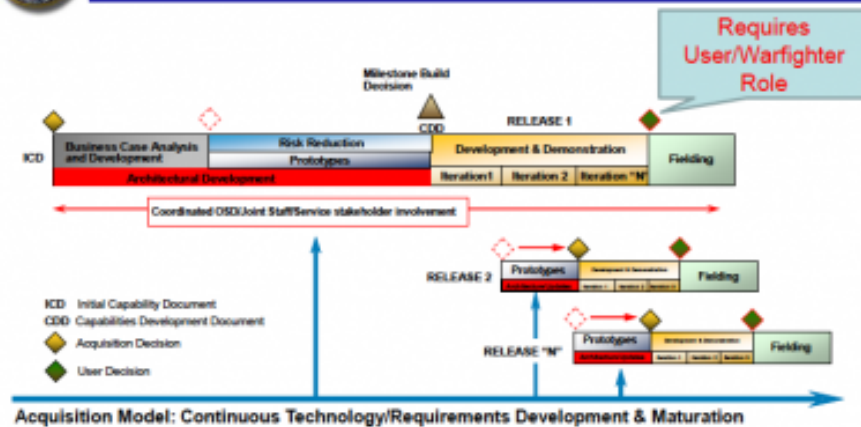 Requires
User/Warfighter
Role
Milestone Build
Decision
CDD
RELEASE 1
ICD
Business Case Analysis
and Development
Risk Reduction
Prototypes
Architectural Development
Development & Demonstration
Iteration1
Iteration 2
Iteration "N"
Fielding
Coordinated OSD/Joint Staff/Service stakeholder involvement
RELEASE 2
Prototypes
Development & Demonstration
Fielding
ICD Initial Capability Document
CDD Capabilities Development Document
Acquisition Decision
User Decision
RELEASE "N"
Prototypes
Development & Demonstration
Fielding
Acquisition Model: Continuous Technology/Requirements Development & Maturation